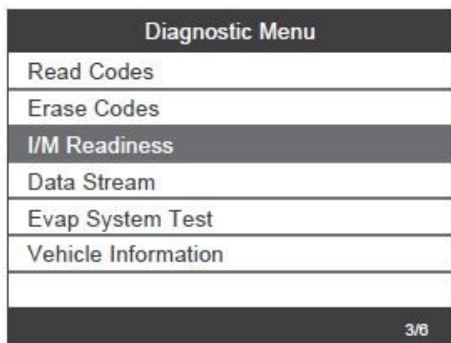 Diagnostic Menu
Read Codes
Erase Codes
I/M Readiness
Data Stream
Evap System Test
Vehicle Information
3/6